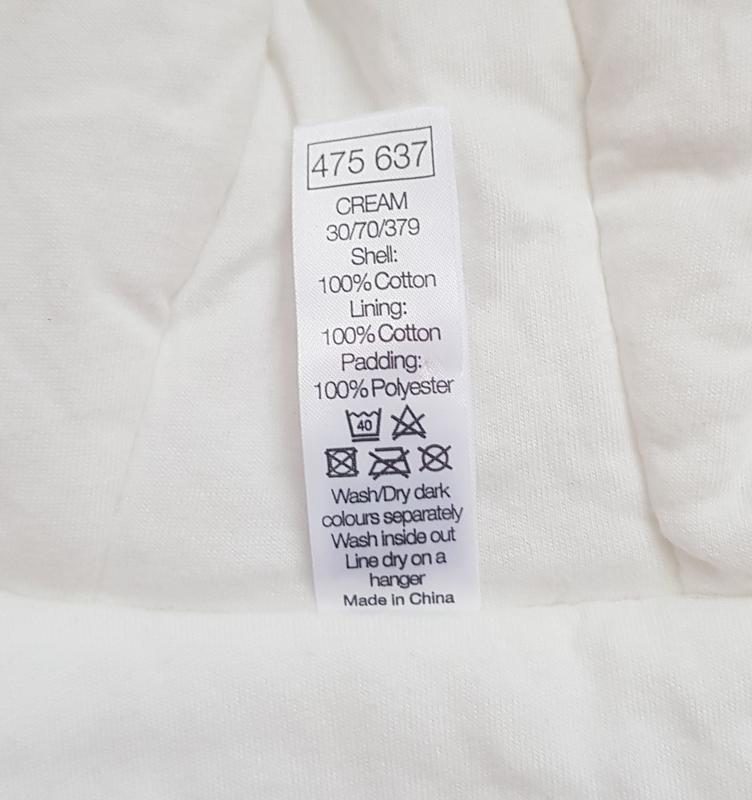 475 637
CREAM
30/70/379
Shell:
100% Cotton
Lining:
100% Cotton
Padding:
100% Polyester
40
Wash/Dry dark
colours separately
Wash inside out
Line dry on a
hanger
Made in China